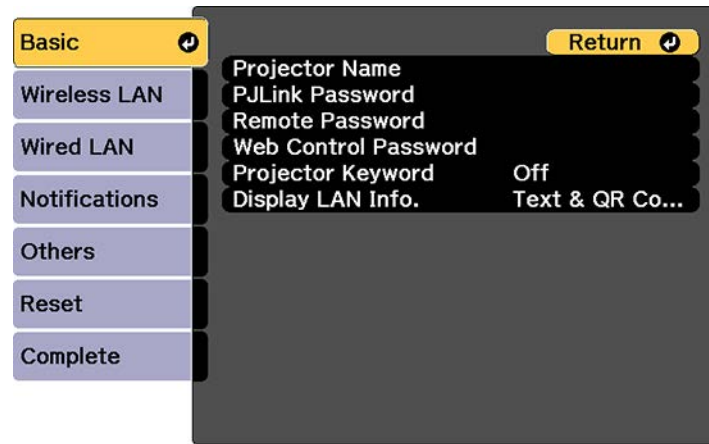 Basic
Wireless LAN
Wired LAN
Notifications
Others
Reset
Complete
Return
Projector Name
PJLink Password
Remote Password
Web Control Password
Projector Keyword Off
Display LAN Info. Text & QR Co...